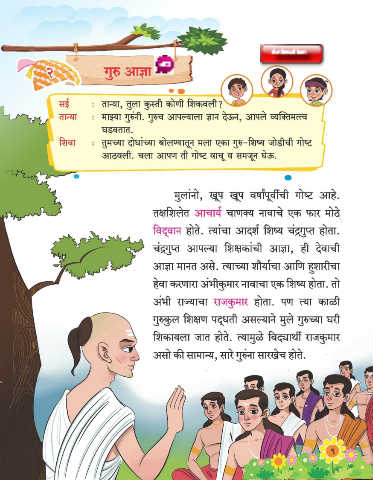 २
गुरु आज्ञा
सई : तान्या, तुला कुस्ती कोणी शिकवली?
तान्या : माझ्या गुरुंनी. गुरुच आपल्याला ज्ञान देऊन, आपले व्यक्तिमत्त्व
घडवतात.
शिवा : तुमच्या दोघांच्या बोलण्यातून मला एका गुरु-शिष्य जोडीची गोष्ट
आठवली. चला आपण ती गोष्ट वाचू व समजून घेऊ.
मुलांनो, खूप खूप वर्षांपूर्वीची गोष्ट आहे.
तक्षशिलेत आचार्य चाणक्य नावाचे एक फार मोठे
विद्वान होते. त्यांचा आदर्श शिष्य चंद्रगुप्त होता.
चंद्रगुप्त आपल्या शिक्षकांची आज्ञा, ही देवाची
आज्ञा मानत असे. त्याच्या शौर्याचा आणि हुशारीचा
हेवा करणारा अंभीकुमार नावाचा एक शिष्य होता. तो
अंभी राज्याचा राजकुमार होता. पण त्या काळी
गुरुकुल शिक्षण पद्धती असल्याने मुले गुरुच्या घरी
शिकायला जात होते. त्यामुळे विद्यार्थी राजकुमार
असो की सामान्य, सारे गुरुंना सारखेच होते.
९